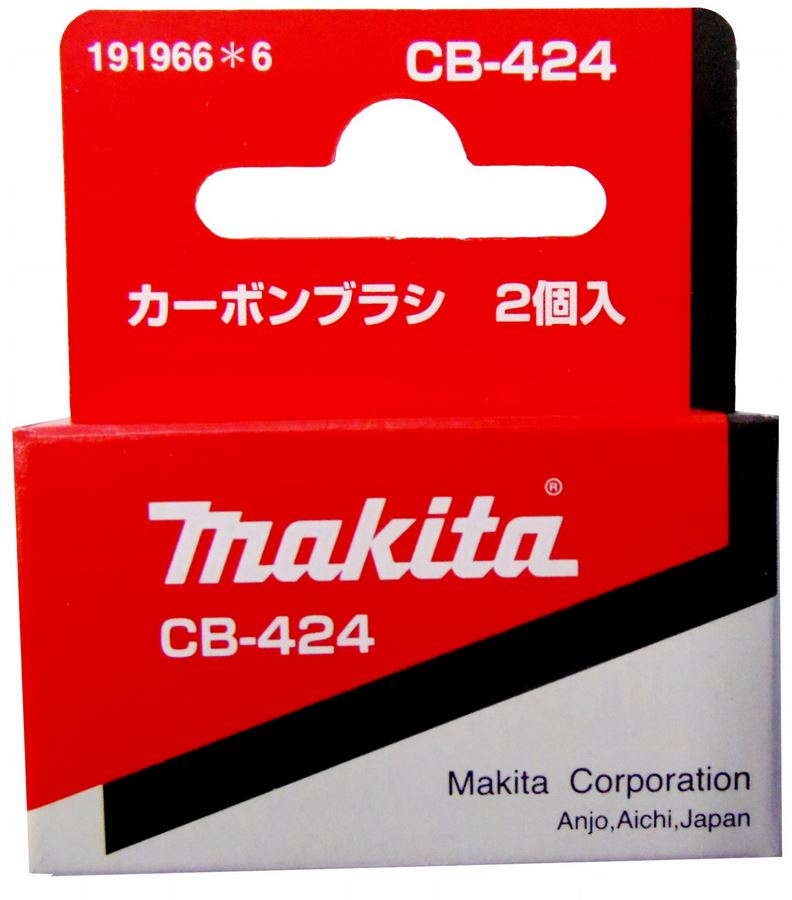 191966＊6 CB-424
カーボンブラシ 2個入
makita®
CB-424
Makita Corporation
Anjo,Aichi,Japan